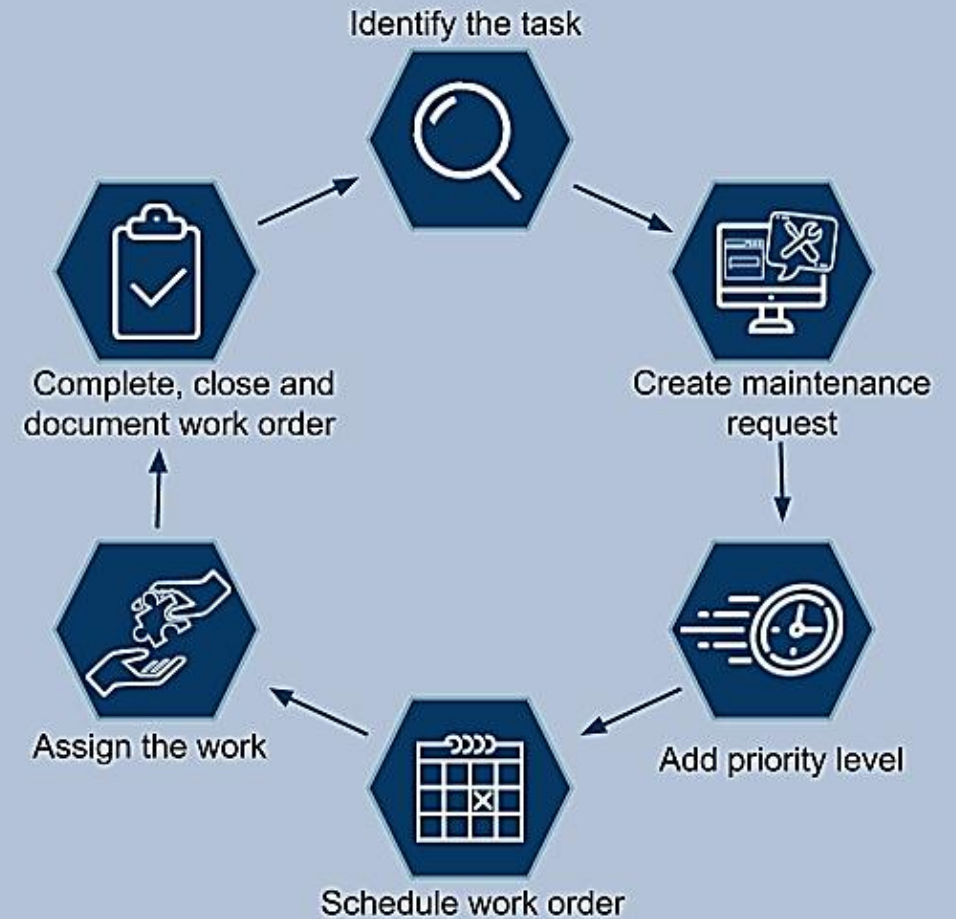 Identify the task
Create maintenance
request
Add priority level
Schedule work order
Assign the work
Complete, close and
document work order